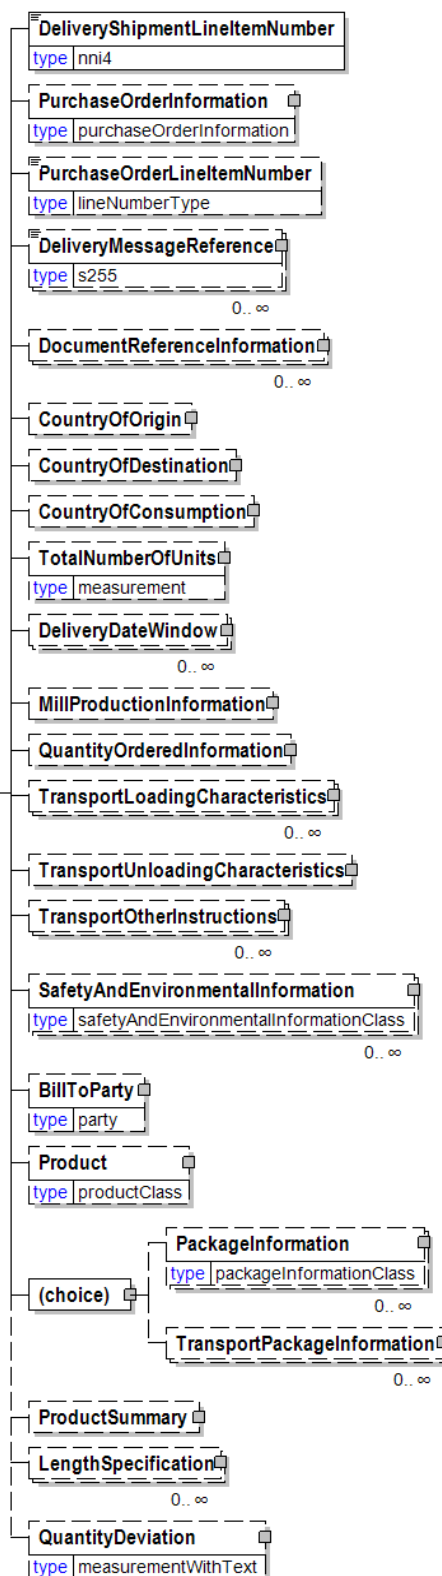 DeliveryShipmentLineItemNumber
type nni4
PurchaseOrderInformation
type purchaseOrderInformation
PurchaseOrderLineItemNumber
type lineNumberType
DeliveryMessageReference
type s255
0.. ∞
DocumentReferenceInformation
0.. ∞
CountryOfOrigin
CountryOfDestination
CountryOfConsumption
TotalNumberOfUnits
type measurement
DeliveryDateWindow
0.. ∞
MillProductionInformation
QuantityOrderedInformation
TransportLoadingCharacteristics
0.. ∞
TransportUnloadingCharacteristics
TransportOtherInstructions
0.. ∞
SafetyAndEnvironmentalInformation
type safetyAndEnvironmentalInformationClass
0.. ∞
BillToParty
type party
Product
type productClass
PackageInformation
type packageInformationClass
0.. ∞
(choice)
TransportPackageInformation
0.. ∞
ProductSummary
LengthSpecification
0.. ∞
QuantityDeviation
type measurementWithText